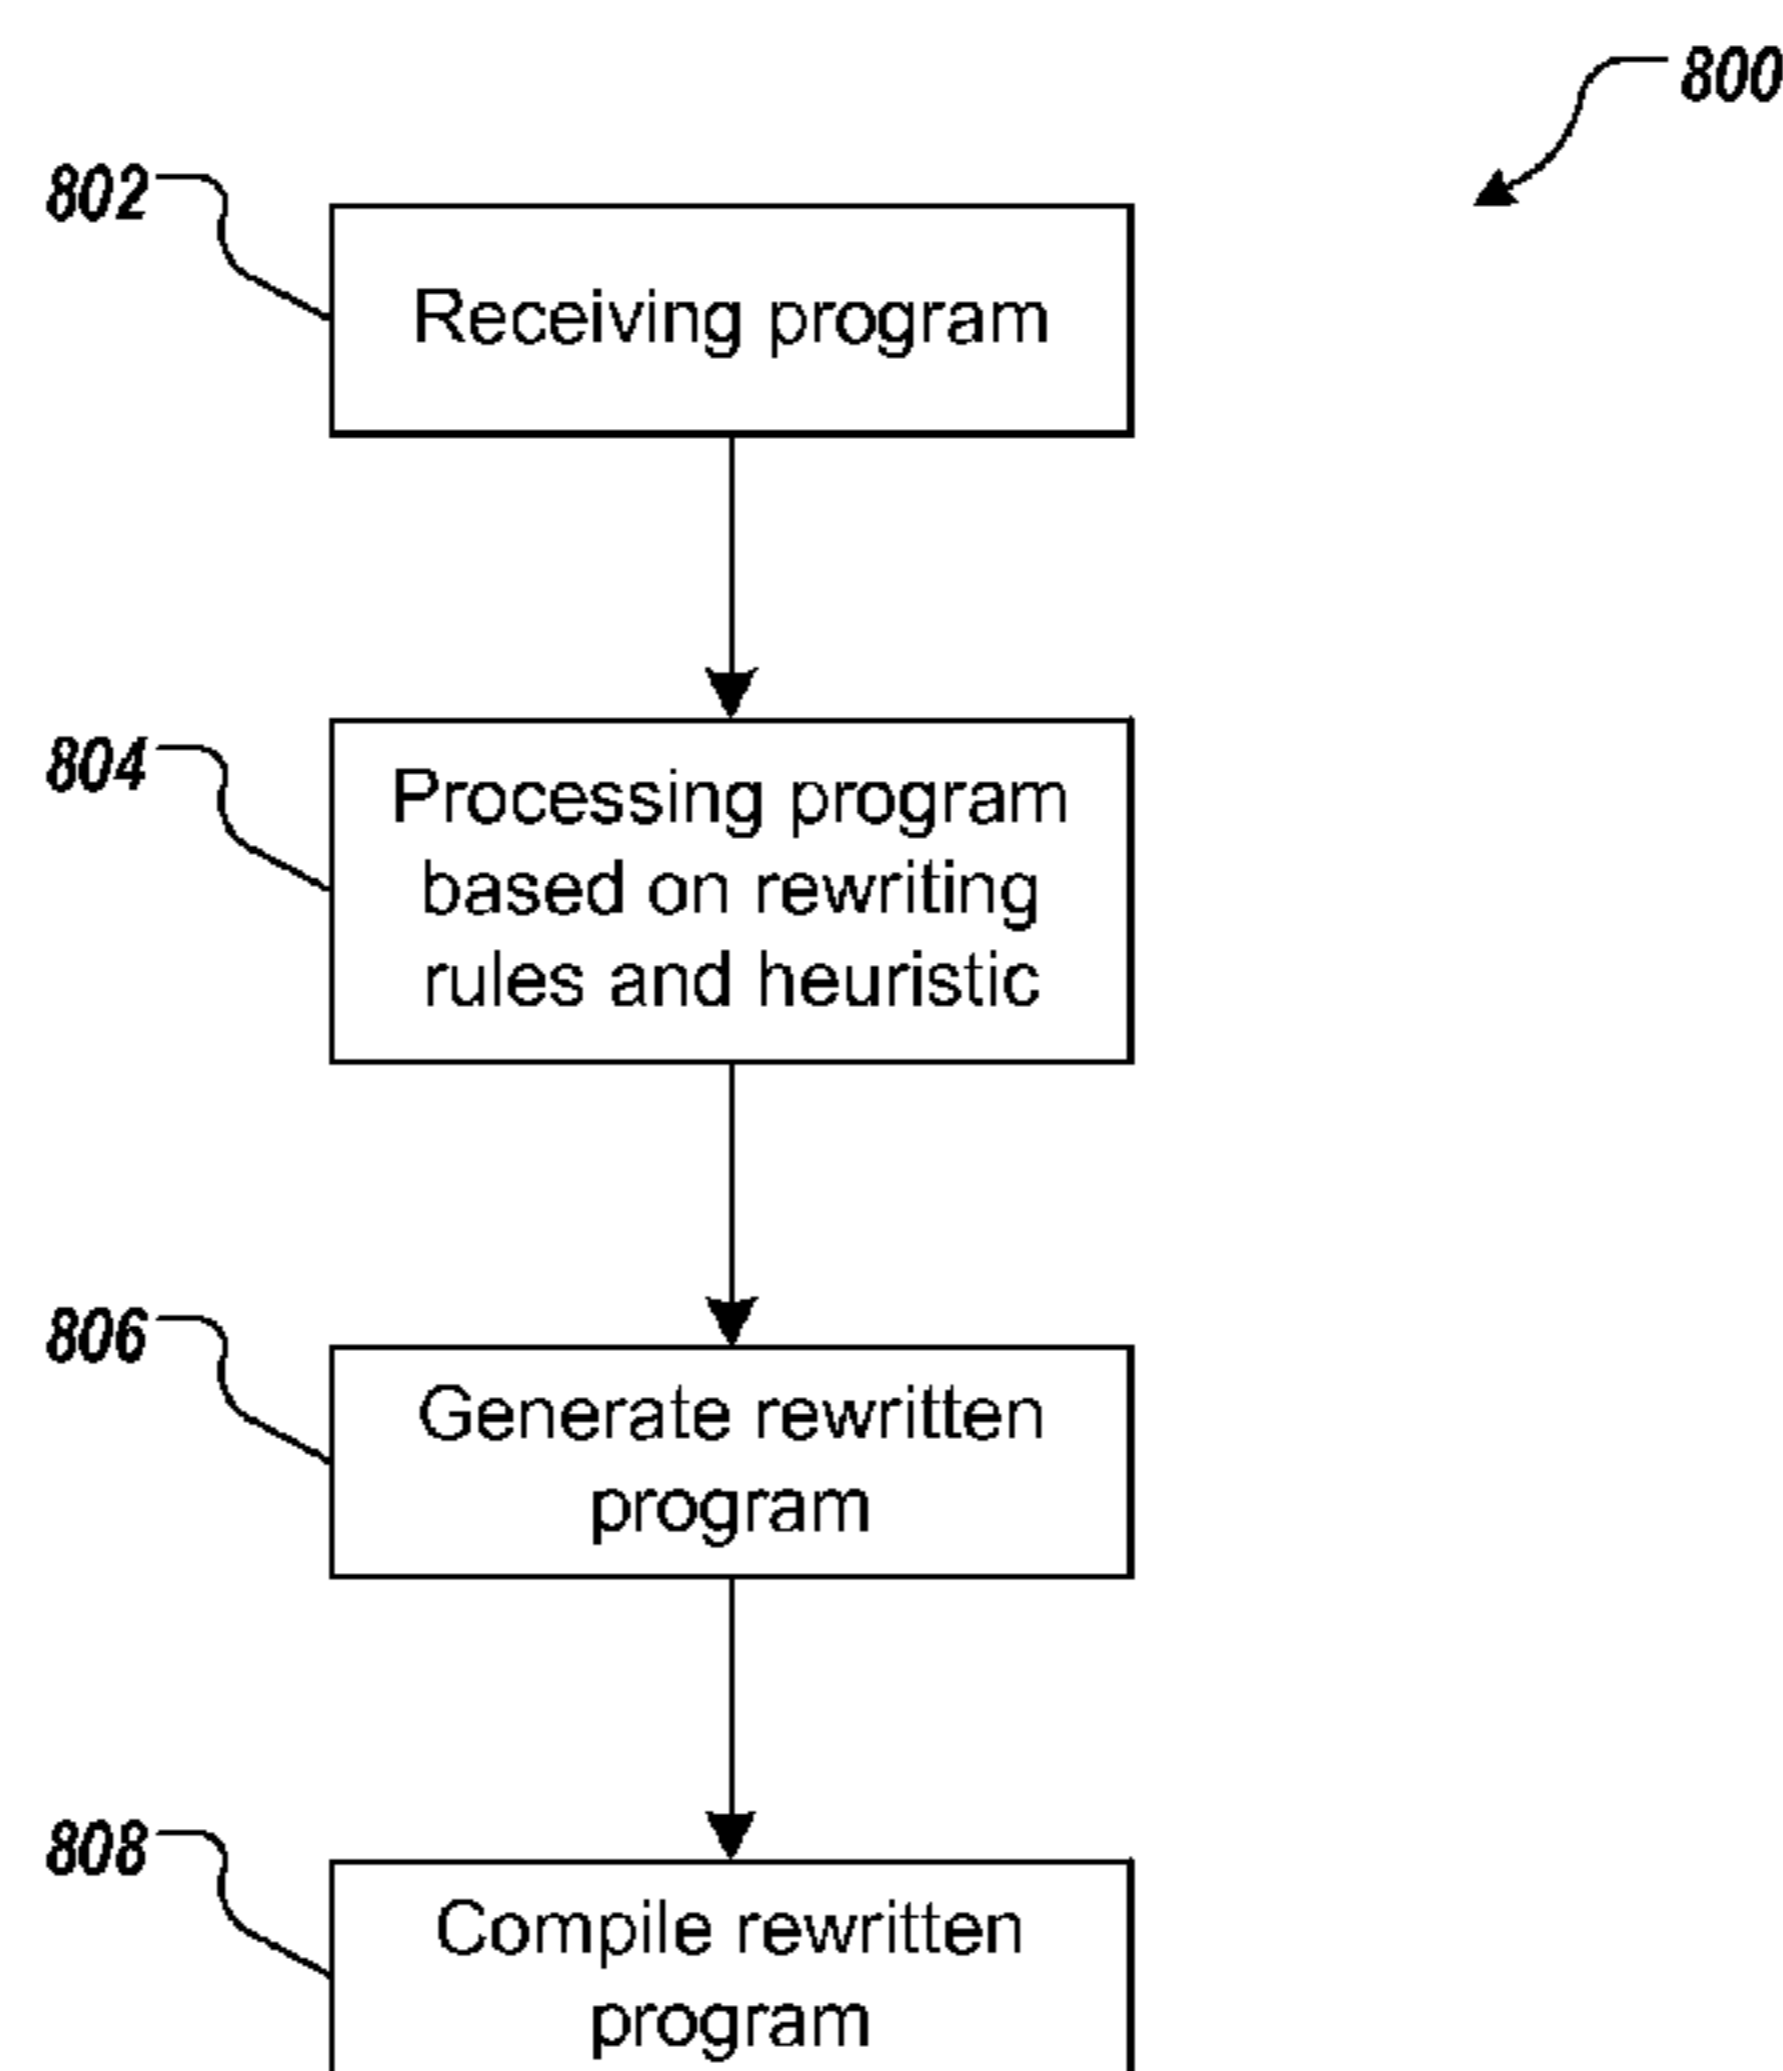 800
802
Receiving program
804
Processing program
based on rewriting
rules and heuristic
806
Generate rewritten
program
808
Compile rewritten
program